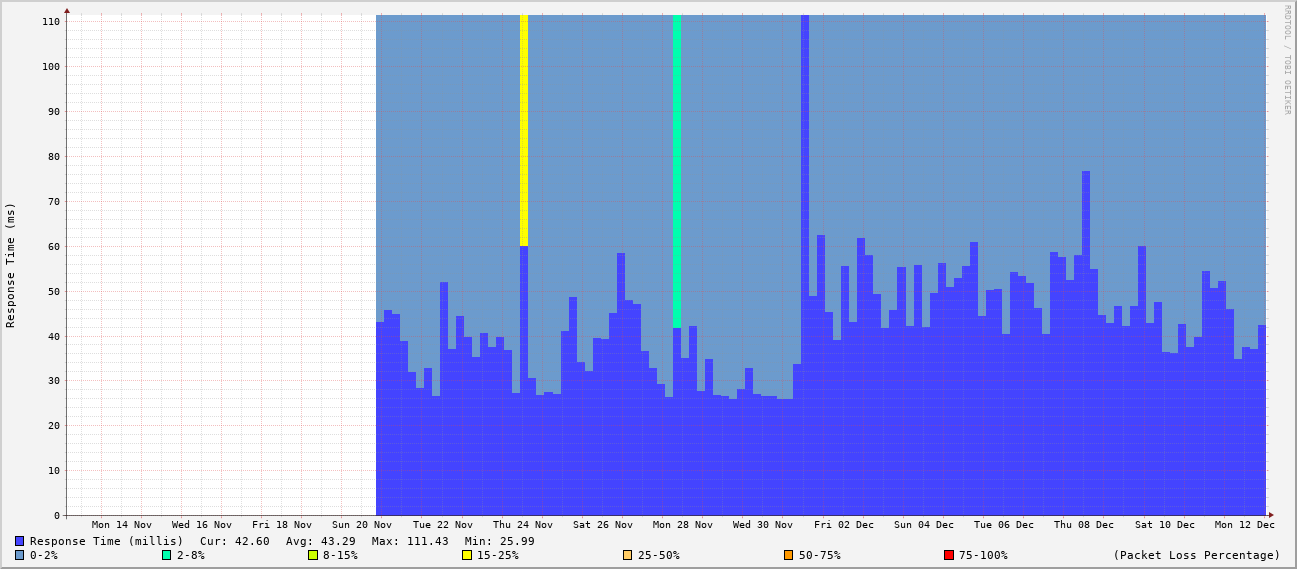 RRDTOOL / TOBI OETIKER
Response Time (ms)
110
100
90
80
70
60
50
40
30
20
10
0
Mon 14 Nov Wed 16 Nov Fri 18 Nov Sun 20 Nov Tue 22 Nov Thu 24 Nov Sat 26 Nov Mon 28 Nov Wed 30 Nov Fri 02 Dec Sun 04 Dec Tue 06 Dec Thu 08 Dec Sat 10 Dec Mon 12 Dec
Response Time (millis) Cur: 42.60 Avg: 43.29 Max: 111.43 Min: 25.99
0-2% 2-8% 8-15% 15-25% 25-50% 50-75% 75-100% (Packet Loss Percentage)